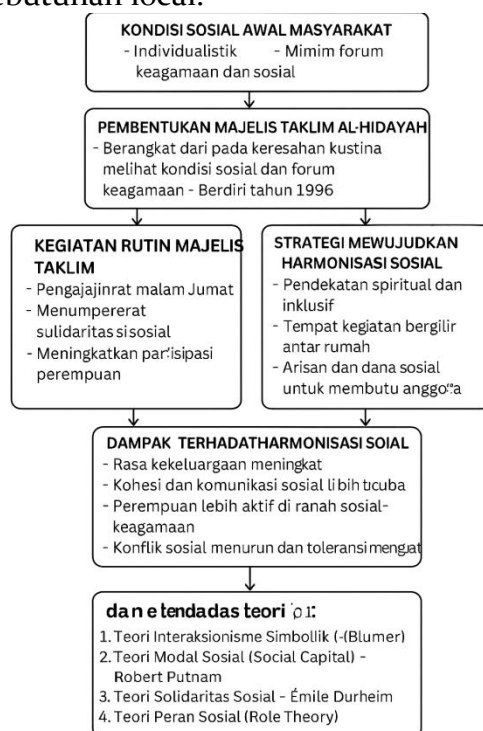 KONDISI SOSIAL AWAL MASYARAKAT
- Individualistik - Mimim forum
keagamaan dan sosial
PEMBENTUKAN MAJELIS TAKLIM AL-HIDAYAH
- Berangkat dari pada keresahan kustina
melihat kondisi sosial dan forum
keagamaan - Berdiri tahun 1996
KEGIATAN RUTIN MAJELIS
TAKLIM
- Pengajajinrat malam Jumat
- Menumpererat
sulidaritas sisosial
- Meningkatkan partisipasi
perempuan
STRATEGI MEWUJUDKAN
HARMONISASI SOSIAL
- Pendekatan spiritual dan
inklusif
- Tempat kegiatan bergilir
antar rumah
- Arisan dan dana sosial
untuk membutu anggota
DAMPAK TERHADATHARMONISASI SOIAL
- Rasa kekeluargaan meningkat
- Kohesi dan komunikasi sosial
- Perempuan lebih aktif di ranah sosial-
keagamaan
- Konflik sosial menurun dan toleransi
dan etendadas teori
1. Teori Interaksionisme Simbollik (-(Blumer)
2. Teori Modal Sosial (Social Capital) -
Robert Putnam
3. Teori Solidaritas Sosial - Émile Durheim
4. Teori Peran Sosial (Role Theory)